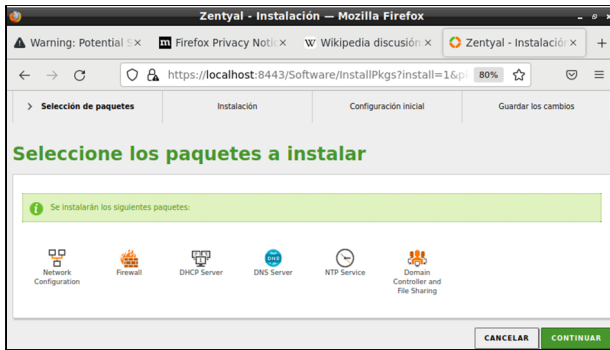 Zentyal - Instalación — Mozilla Firefox
Warning: Potential S
Firefox Privacy Notic
Wikipedia discusión
Zentyal - Instalación
https://localhost:8443/Software/InstallPkgs?install=1&p
80%
Selección de paquetes
Instalación
Configuración inicial
Guardar los cambios
Seleccione los paquetes a instalar
Se instalarán los siguientes paquetes:
Network
Configuration
Firewall
DHCP Server
DNS Server
NTP Service
Domain
Controller and
File Sharing
CANCELAR
CONTINUAR